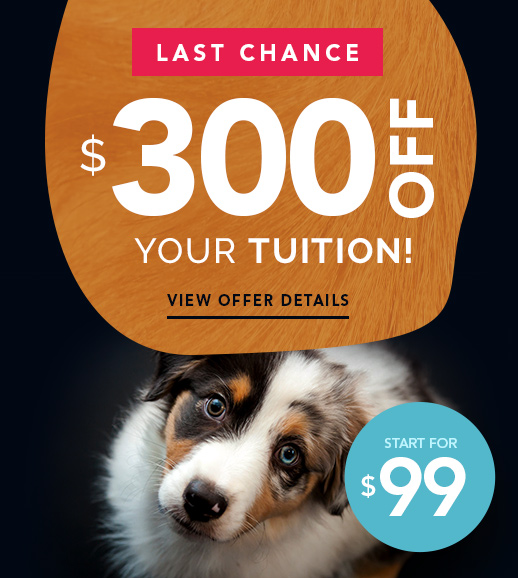 LAST CHANCE
$300 OFF
YOUR TUITION!
VIEW OFFER DETAILS
START FOR
$99